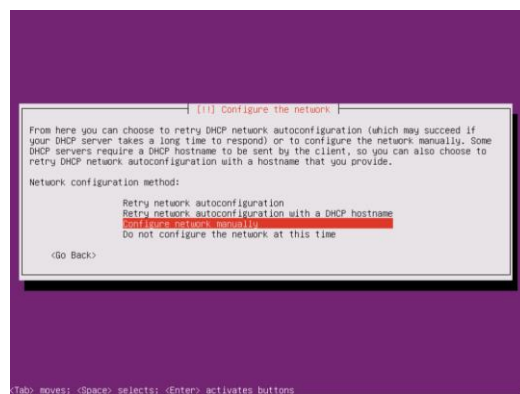 [!!] Configure the network
From here you can choose to retry DHCP network autoconfiguration (which may succeed if
your DHCP server takes a long time to respond) or to configure the network manually. Some
DHCP servers require a DHCP hostname to be sent by the client, so you can also choose to
retry DHCP network autoconfiguration with a hostname that you provide.
Network configuration method:
Retry network autoconfiguration
Retry network autoconfiguration with a DHCP hostname
Configure network manually
Do not configure the network at this time
<Go Back>
<Tab> moves; <Space> selects; <Enter> activates buttons